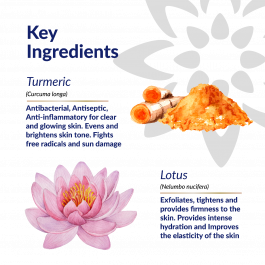 Key
Ingredients
Turmeric
(Curcuma longa)
Antibacterial, Antiseptic,
Anti-inflammatory for clear
and glowing skin. Evens and
brightens skin tone. Fights
free radicals and sun damage
Lotus
(Nelumbo nucifera)
Exfoliates, tightens and
provides firmness to the
skin. Provides intense
hydration and Improves
the elasticity of the skin